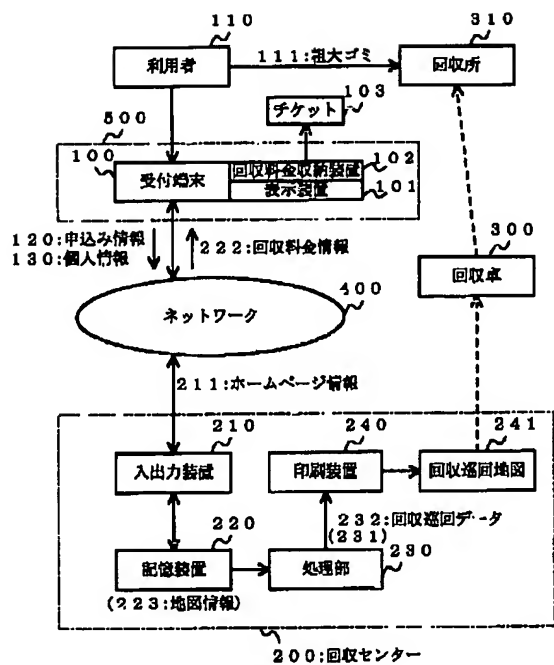 110
310
利用者
111:粗大ゴミ
回収所
103
チケット
500
100
102
受付端末
回収料金収納装置
表示装置
101
120:申込み情報
130:個人情報
222:回収料金情報
300
回収車
400
ネットワーク
211:ホームページ情報
210
240
241
入出力装置
印刷装置
回収巡回地図
220
232:回収巡回データ
(231)
230
記憶装置
処理部
(223:地図情報)
200:回収センター